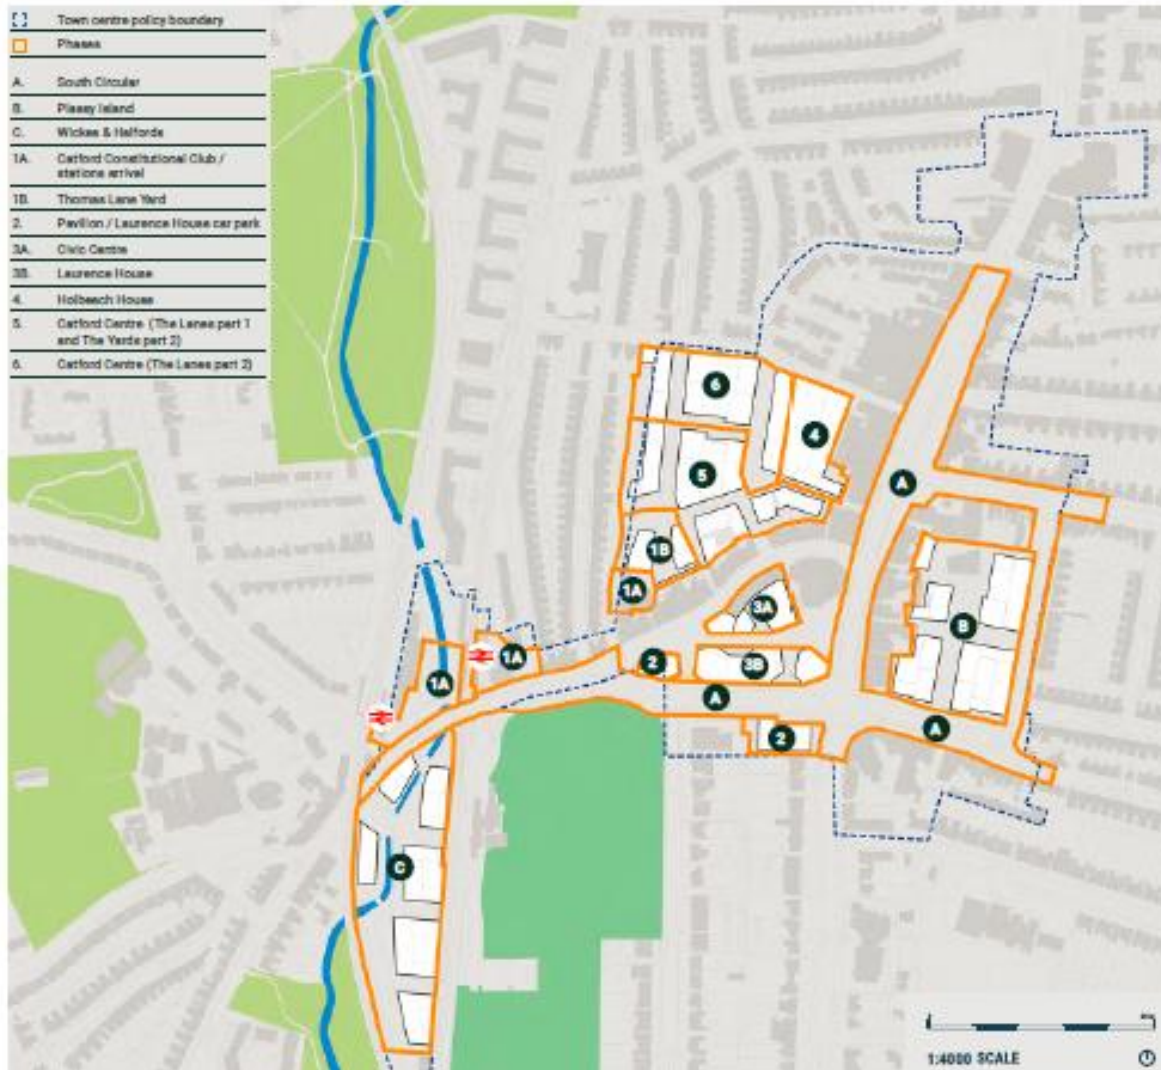 Town centre policy boundary
Phases
A. South Circular
B. Plassy Island
C. Wickes & Halfords
1A. Catford Constitutional Club /
stations arrival
1B. Thomas Lane Yard
2. Pavilion / Laurence House car park
3A. Civic Centre
3B. Laurence House
4. Holbeach House
5. Catford Centre (The Lanes part 1
and The Yards part 2)
6. Catford Centre (The Lanes part 2)
6
4
5
A
1B
1A
3A
B
1A
2
3B
1A
A
A
2
C
1:4000 SCALE